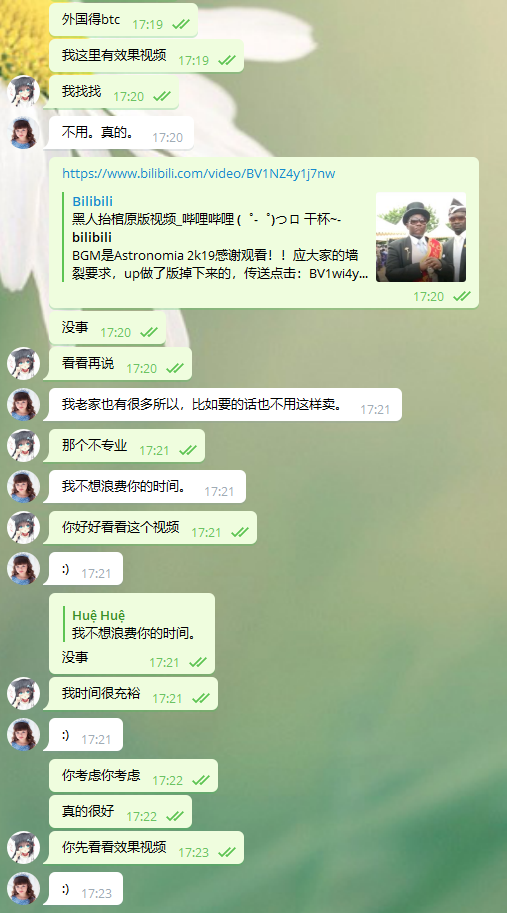 外国得btc 17:19
我这里有效果视频 17:19
我找找 17:20
不用。真的。 17:20
https://www.bilibili.com/video/BV1NZ4y1j7nw
Bilibili
黑人抬棺原版视频_哔哩哔哩 (゜-゜)つロ 干杯~-
bilibili
BGM是Astronomia 2k19感谢观看！！应大家的墙
裂要求，up做了版掉下来的，传送点击：BV1wi4y...
17:20
没事 17:20
看看再说 17:20
我老家也有很多所以，比如要的话也不用这样卖。 17:21
那个不专业 17:21
我不想浪费你的时间。 17:21
你好好看看这个视频 17:21
:) 17:21
Huệ Huệ
我不想浪费你的时间。
没事 17:21
我时间很充裕 17:21
:) 17:21
你考虑你考虑 17:22
真的很好 17:22
你先看看效果视频 17:23
:) 17:23